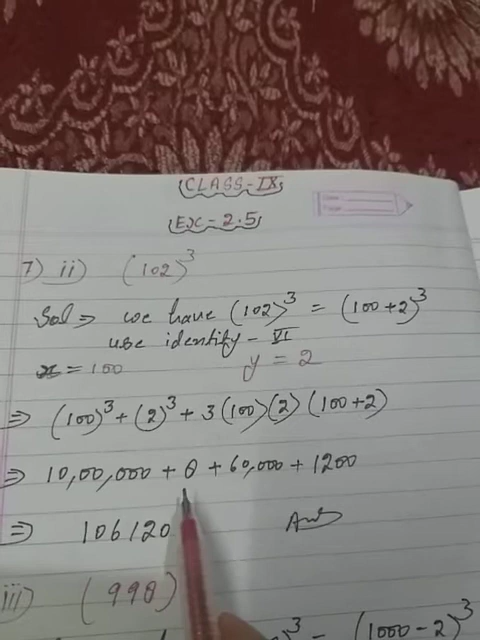 CLASS-IX
EX-2.5
7) ii) (102)³
Sol ⇒ we have (102)³ = (100+2)³
use identify - VI
x = 100 y = 2
⇒ (100)³ + (2)³ + 3(100)(2)(100+2)
⇒ 10,00,000 + 8 + 60,000 + 1200
⇒ 106120 Ans
iii) (998)
(1000-2)³